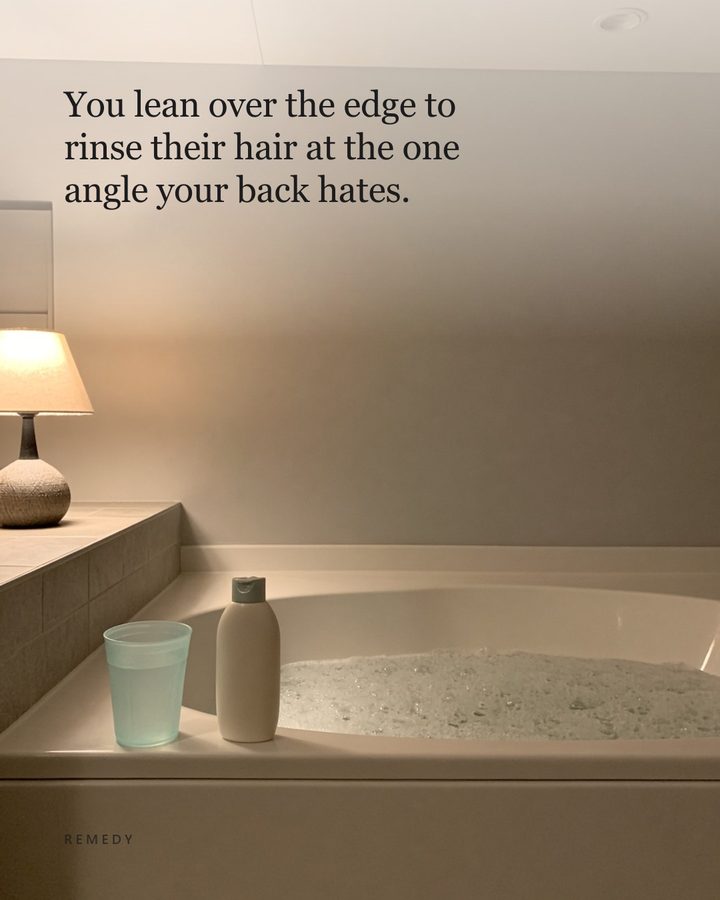 You lean over the edge to
rinse their hair at the one
angle your back hates.
REMEDY